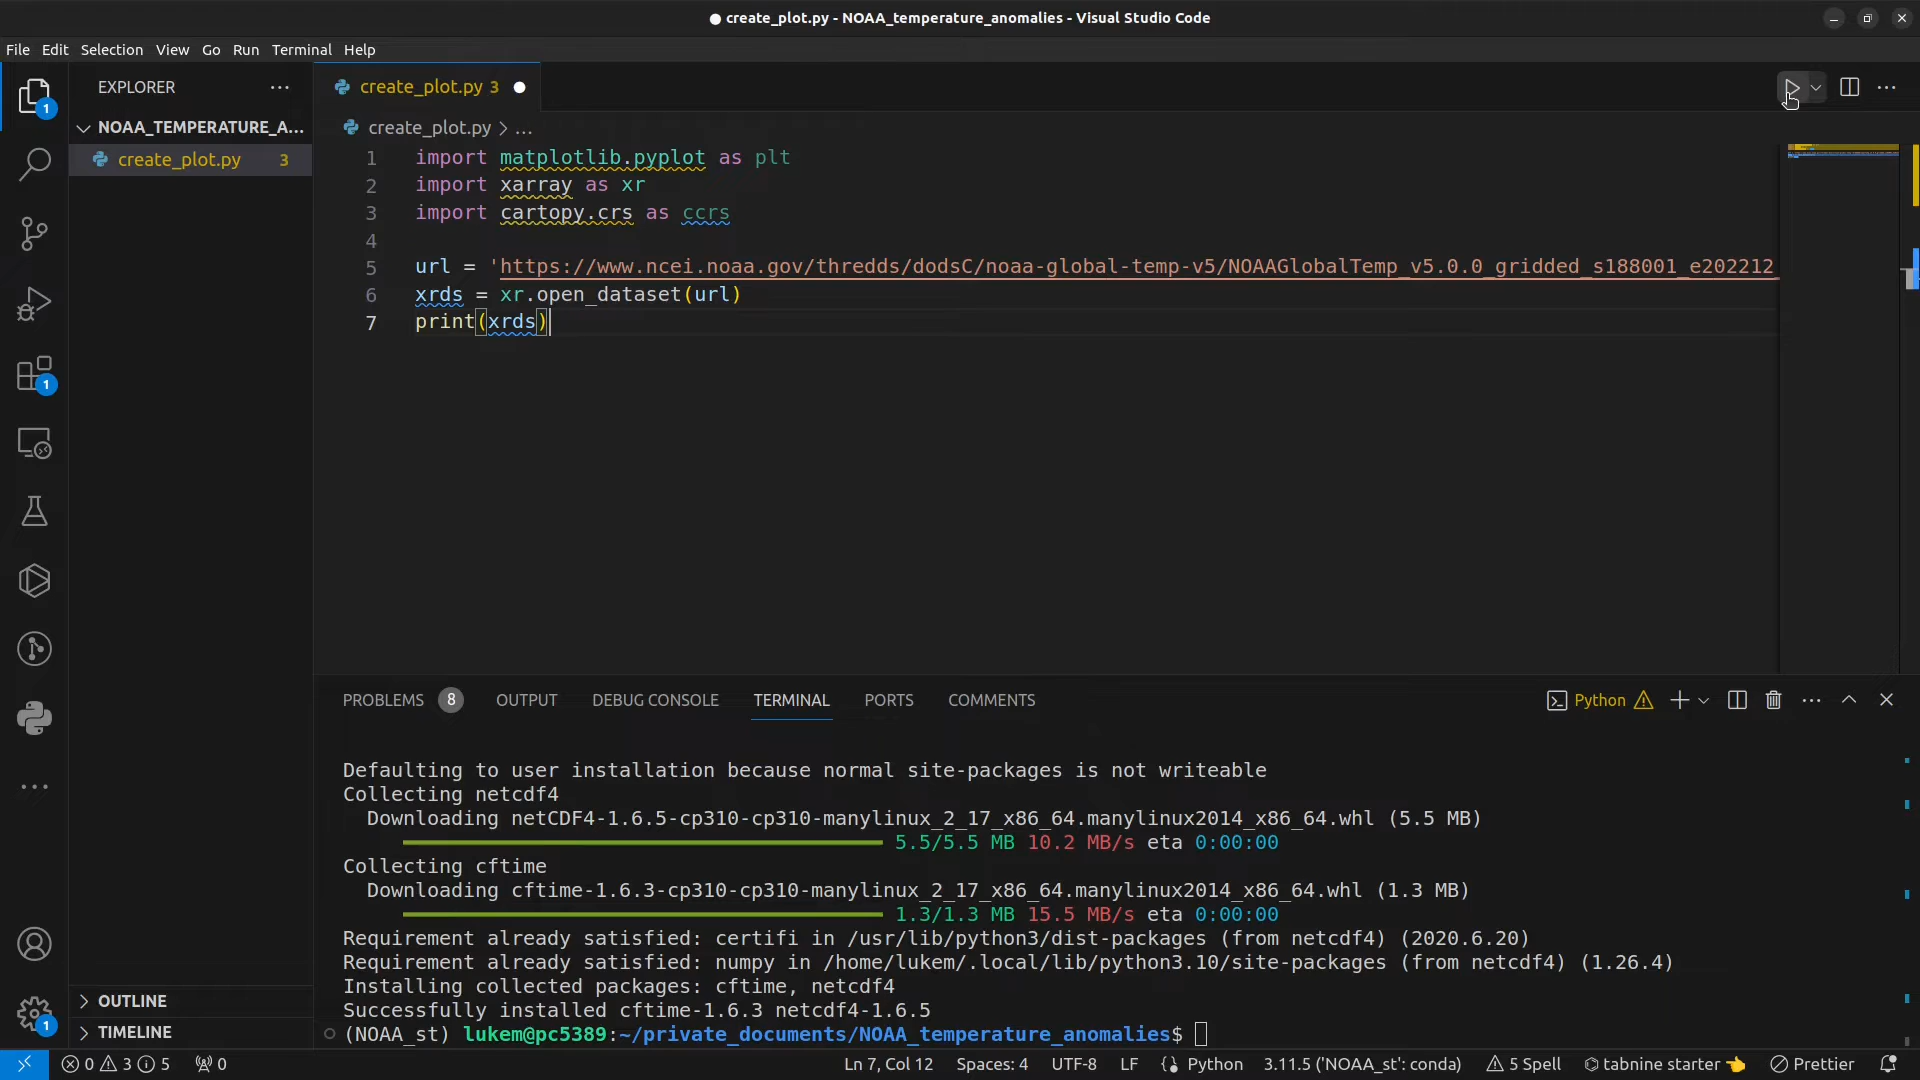 create_plot.py - NOAA_temperature_anomalies - Visual Studio Code
File Edit Selection View Go Run Terminal Help
EXPLORER
create_plot.py 3
NOAA_TEMPERATURE_A...
create_plot.py 3
create_plot.py > ...
1 import matplotlib.pyplot as plt
2 import xarray as xr
3 import cartopy.crs as ccrs
4
5 url = 'https://www.ncei.noaa.gov/thredds/dodsC/noaa-global-temp-v5/NOAAGlobalTemp_v5.0.0_gridded_s188001_e202212_
6 xrds = xr.open_dataset(url)
7 print(xrds)
1
1
PROBLEMS 8 OUTPUT DEBUG CONSOLE TERMINAL PORTS COMMENTS Python
Defaulting to user installation because normal site-packages is not writeable
Collecting netcdf4
Downloading netCDF4-1.6.5-cp310-cp310-manylinux_2_17_x86_64.manylinux2014_x86_64.whl (5.5 MB)
5.5/5.5 MB 10.2 MB/s eta 0:00:00
Collecting cftime
Downloading cftime-1.6.3-cp310-cp310-manylinux_2_17_x86_64.manylinux2014_x86_64.whl (1.3 MB)
1.3/1.3 MB 15.5 MB/s eta 0:00:00
Requirement already satisfied: certifi in /usr/lib/python3/dist-packages (from netcdf4) (2020.6.20)
Requirement already satisfied: numpy in /home/lukem/.local/lib/python3.10/site-packages (from netcdf4) (1.26.4)
Installing collected packages: cftime, netcdf4
Successfully installed cftime-1.6.3 netcdf4-1.6.5
(NOAA_st) lukem@pc5389:~/private_documents/NOAA_temperature_anomalies$
OUTLINE
TIMELINE
1
0 3 5 0 Ln 7, Col 12 Spaces: 4 UTF-8 LF {} Python 3.11.5 ('NOAA_st': conda) 5 Spell tabnine starter 👈 Prettier